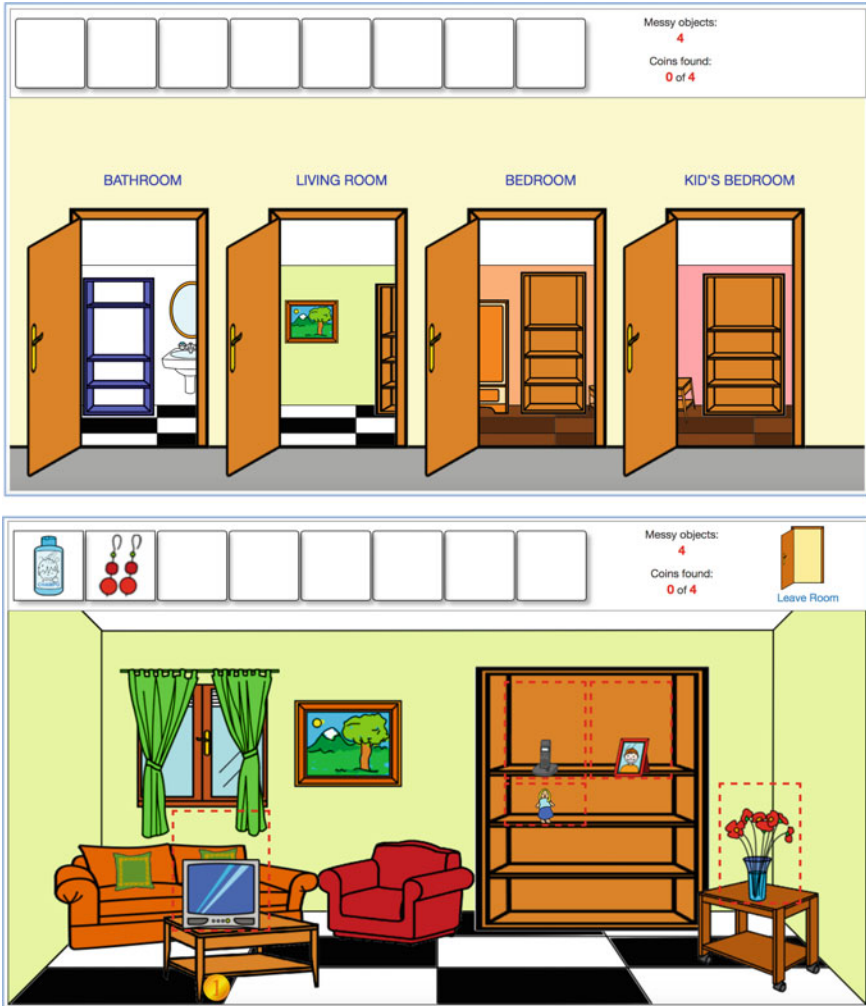 Messy objects:
4
Coins found:
0 of 4
BATHROOM
LIVING ROOM
BEDROOM
KID'S BEDROOM
Messy objects:
4
Coins found:
0 of 4
Leave Room
1